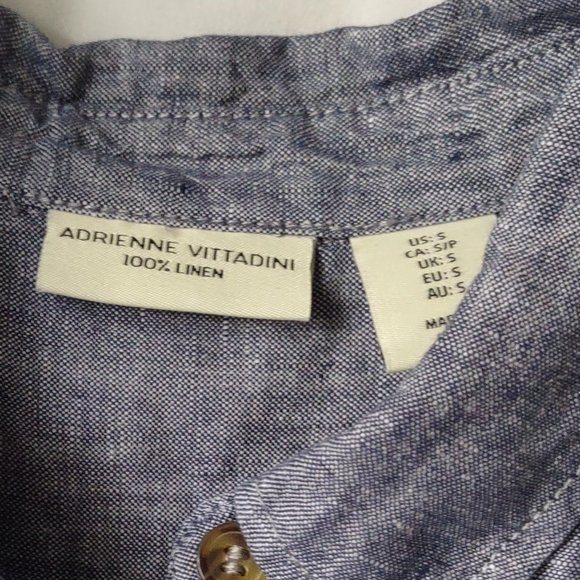 ADRIENNE VITTADINI
100% LINEN
US: S
CA: S/P
UK: S
EU: S
AU: S